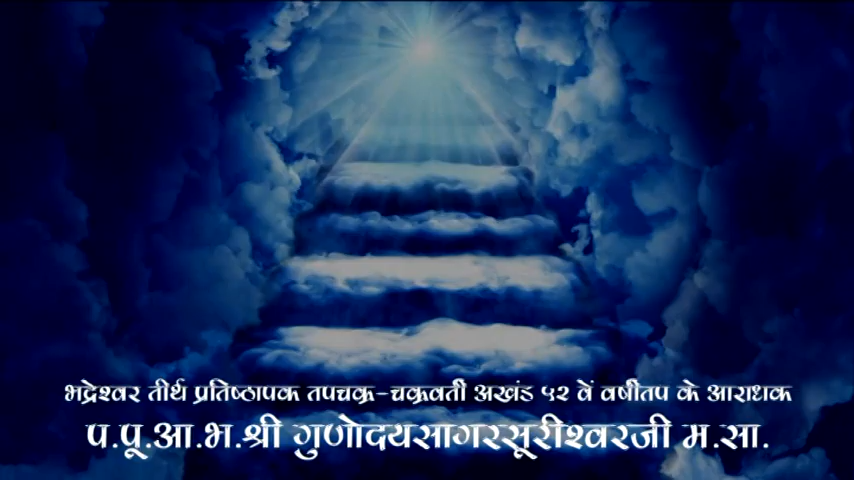 भद्रेश्वर तीर्थ प्रतिष्ठापक तपचक्र-चक्रवर्ती अखंड ५२ वें वर्षीतप के आराधक
प.पू.आ.भ.श्री गुणोदयसागरसूरीश्वरजी म.सा.